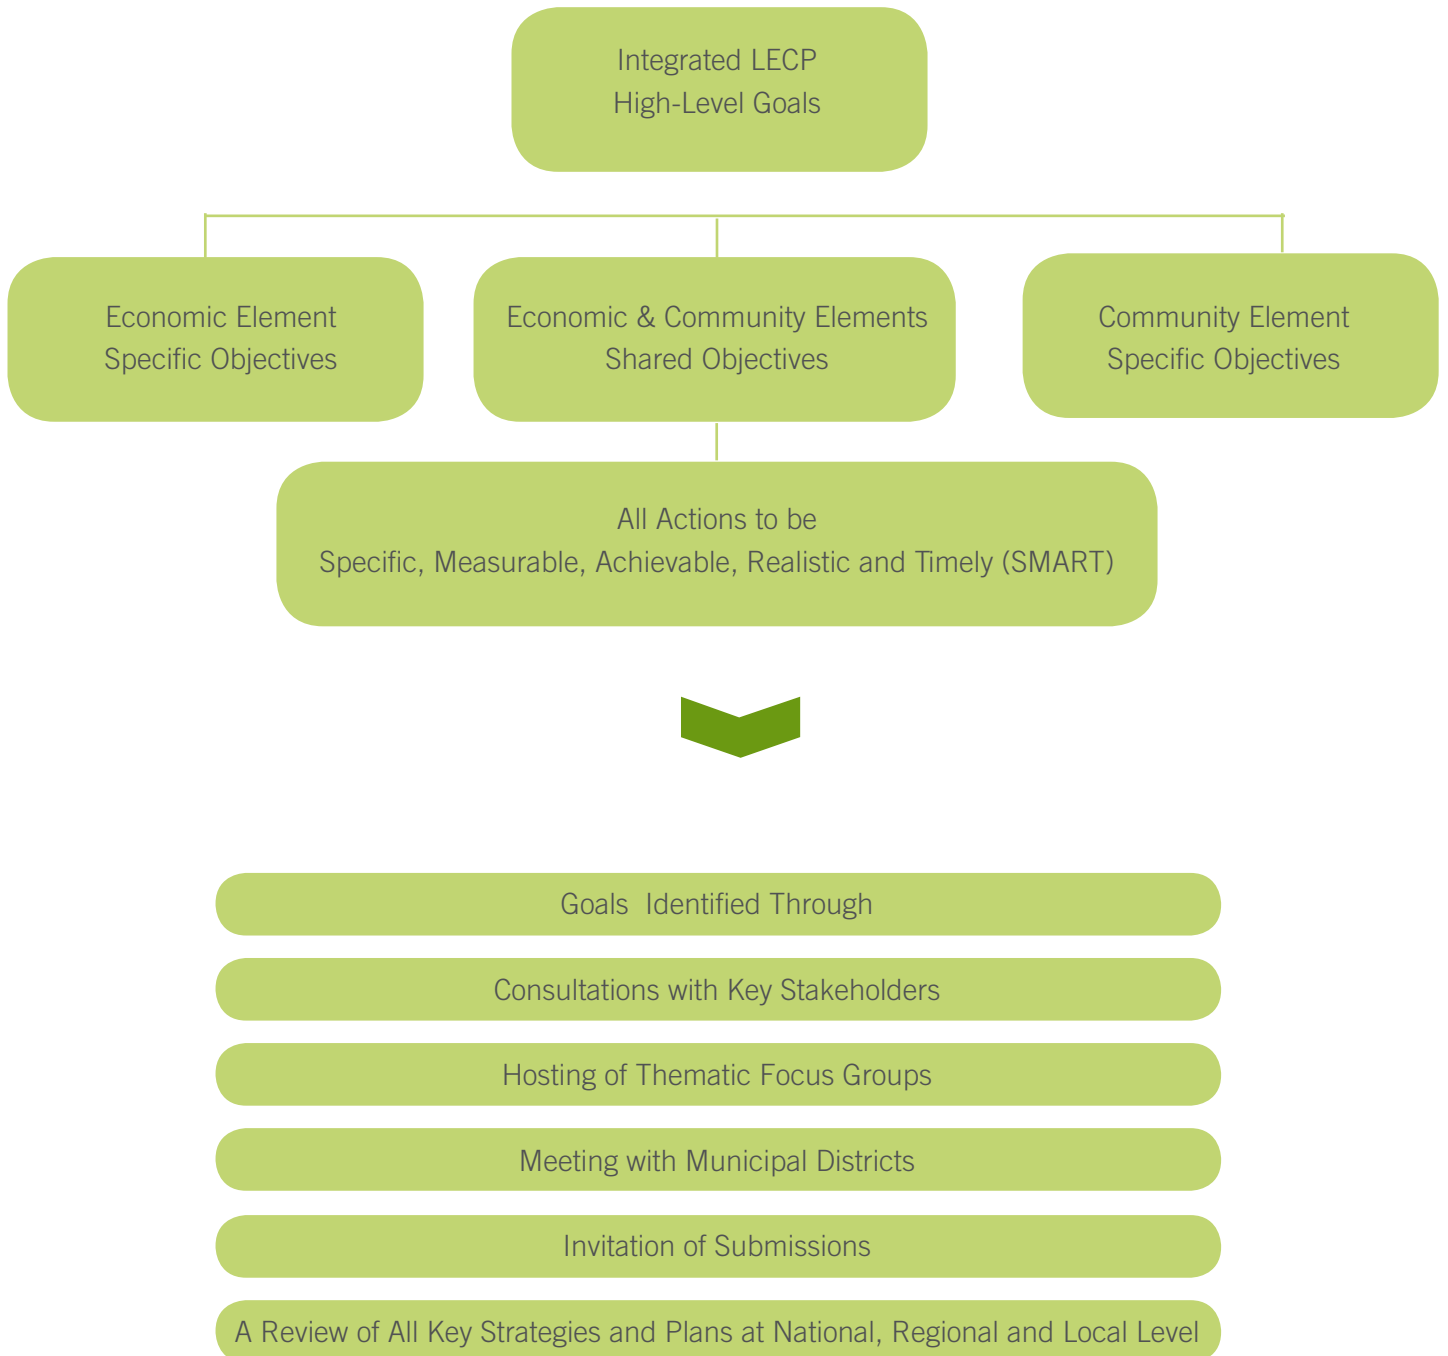 Integrated LECP
High-Level Goals
Economic Element
Specific Objectives
Economic & Community Elements
Shared Objectives
Community Element
Specific Objectives
All Actions to be
Specific, Measurable, Achievable, Realistic and Timely (SMART)
Goals Identified Through
Consultations with Key Stakeholders
Hosting of Thematic Focus Groups
Meeting with Municipal Districts
Invitation of Submissions
A Review of All Key Strategies and Plans at National, Regional and Local Level